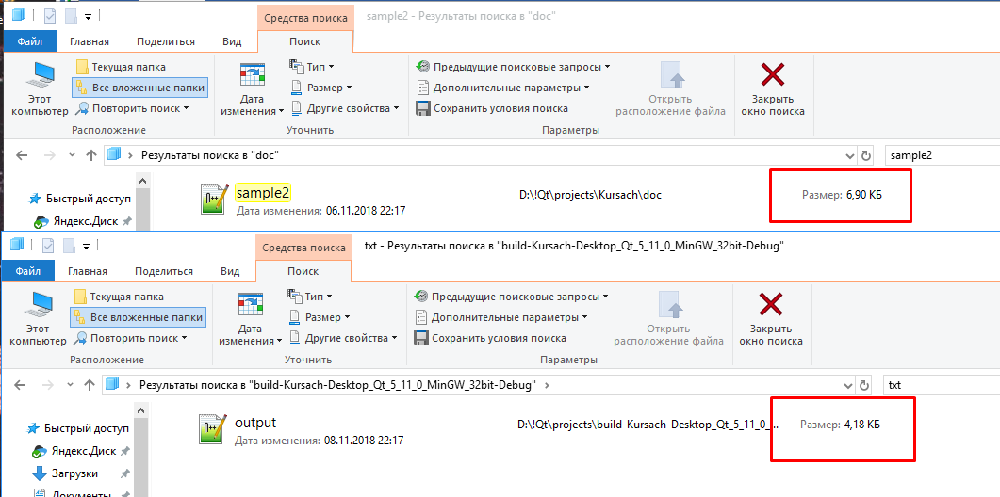 Средства поиска
sample2 - Результаты поиска в "doc"
Файл Главная Поделиться Вид Поиск
Этот компьютер
Текущая папка
Все вложенные папки
Повторить поиск
Расположение
Дата изменения
Тип
Размер
Другие свойства
Уточнить
Предыдущие поисковые запросы
Дополнительные параметры
Сохранить условия поиска
Открыть расположение файла
Параметры
Закрыть окно поиска
Результаты поиска в "doc"
sample2
Быстрый доступ
Яндекс.Диск
sample2
Дата изменения: 06.11.2018 22:17
D:\!Qt\projects\Kursach\doc
Размер: 6,90 КБ
Средства поиска
txt - Результаты поиска в "build-Kursach-Desktop_Qt_5_11_0_MinGW_32bit-Debug"
Файл Главная Поделиться Вид Поиск
Этот компьютер
Текущая папка
Все вложенные папки
Повторить поиск
Расположение
Дата изменения
Тип
Размер
Другие свойства
Уточнить
Предыдущие поисковые запросы
Дополнительные параметры
Сохранить условия поиска
Открыть расположение файла
Параметры
Закрыть окно поиска
Результаты поиска в "build-Kursach-Desktop_Qt_5_11_0_MinGW_32bit-Debug"
txt
Быстрый доступ
Яндекс.Диск
Загрузки
Документы
output
Дата изменения: 08.11.2018 22:17
D:\!Qt\projects\build-Kursach-Desktop_Qt_5_11_0_...
Размер: 4,18 КБ